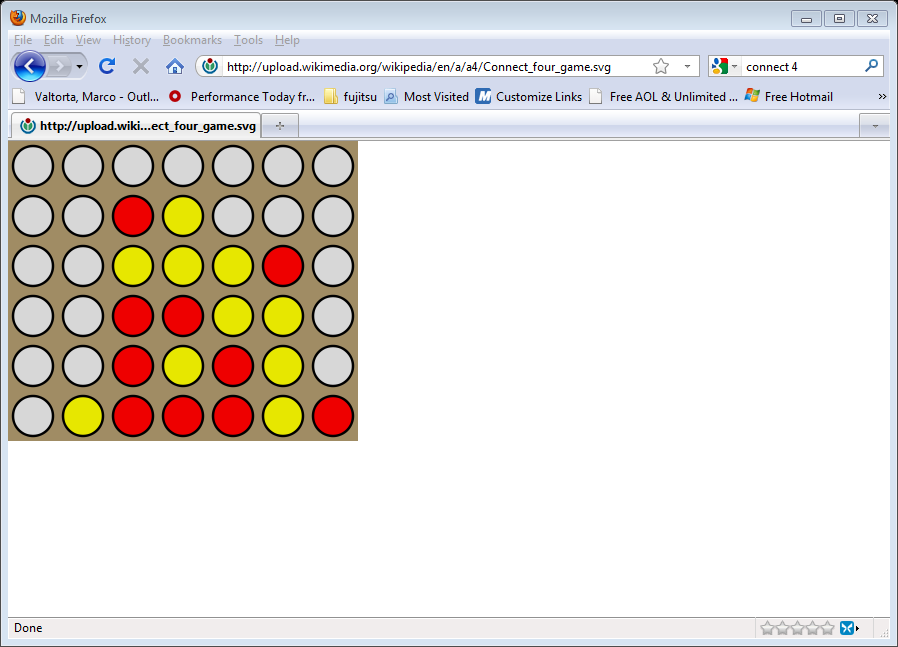 Mozilla Firefox
File Edit View History Bookmarks Tools Help
http://upload.wikimedia.org/wikipedia/en/a/a4/Connect_four_game.svg connect 4
Valtorta, Marco - Outl... Performance Today fr... fujitsu Most Visited Customize Links Free AOL & Unlimited ... Free Hotmail »
http://upload.wiki...ect_four_game.svg
Done